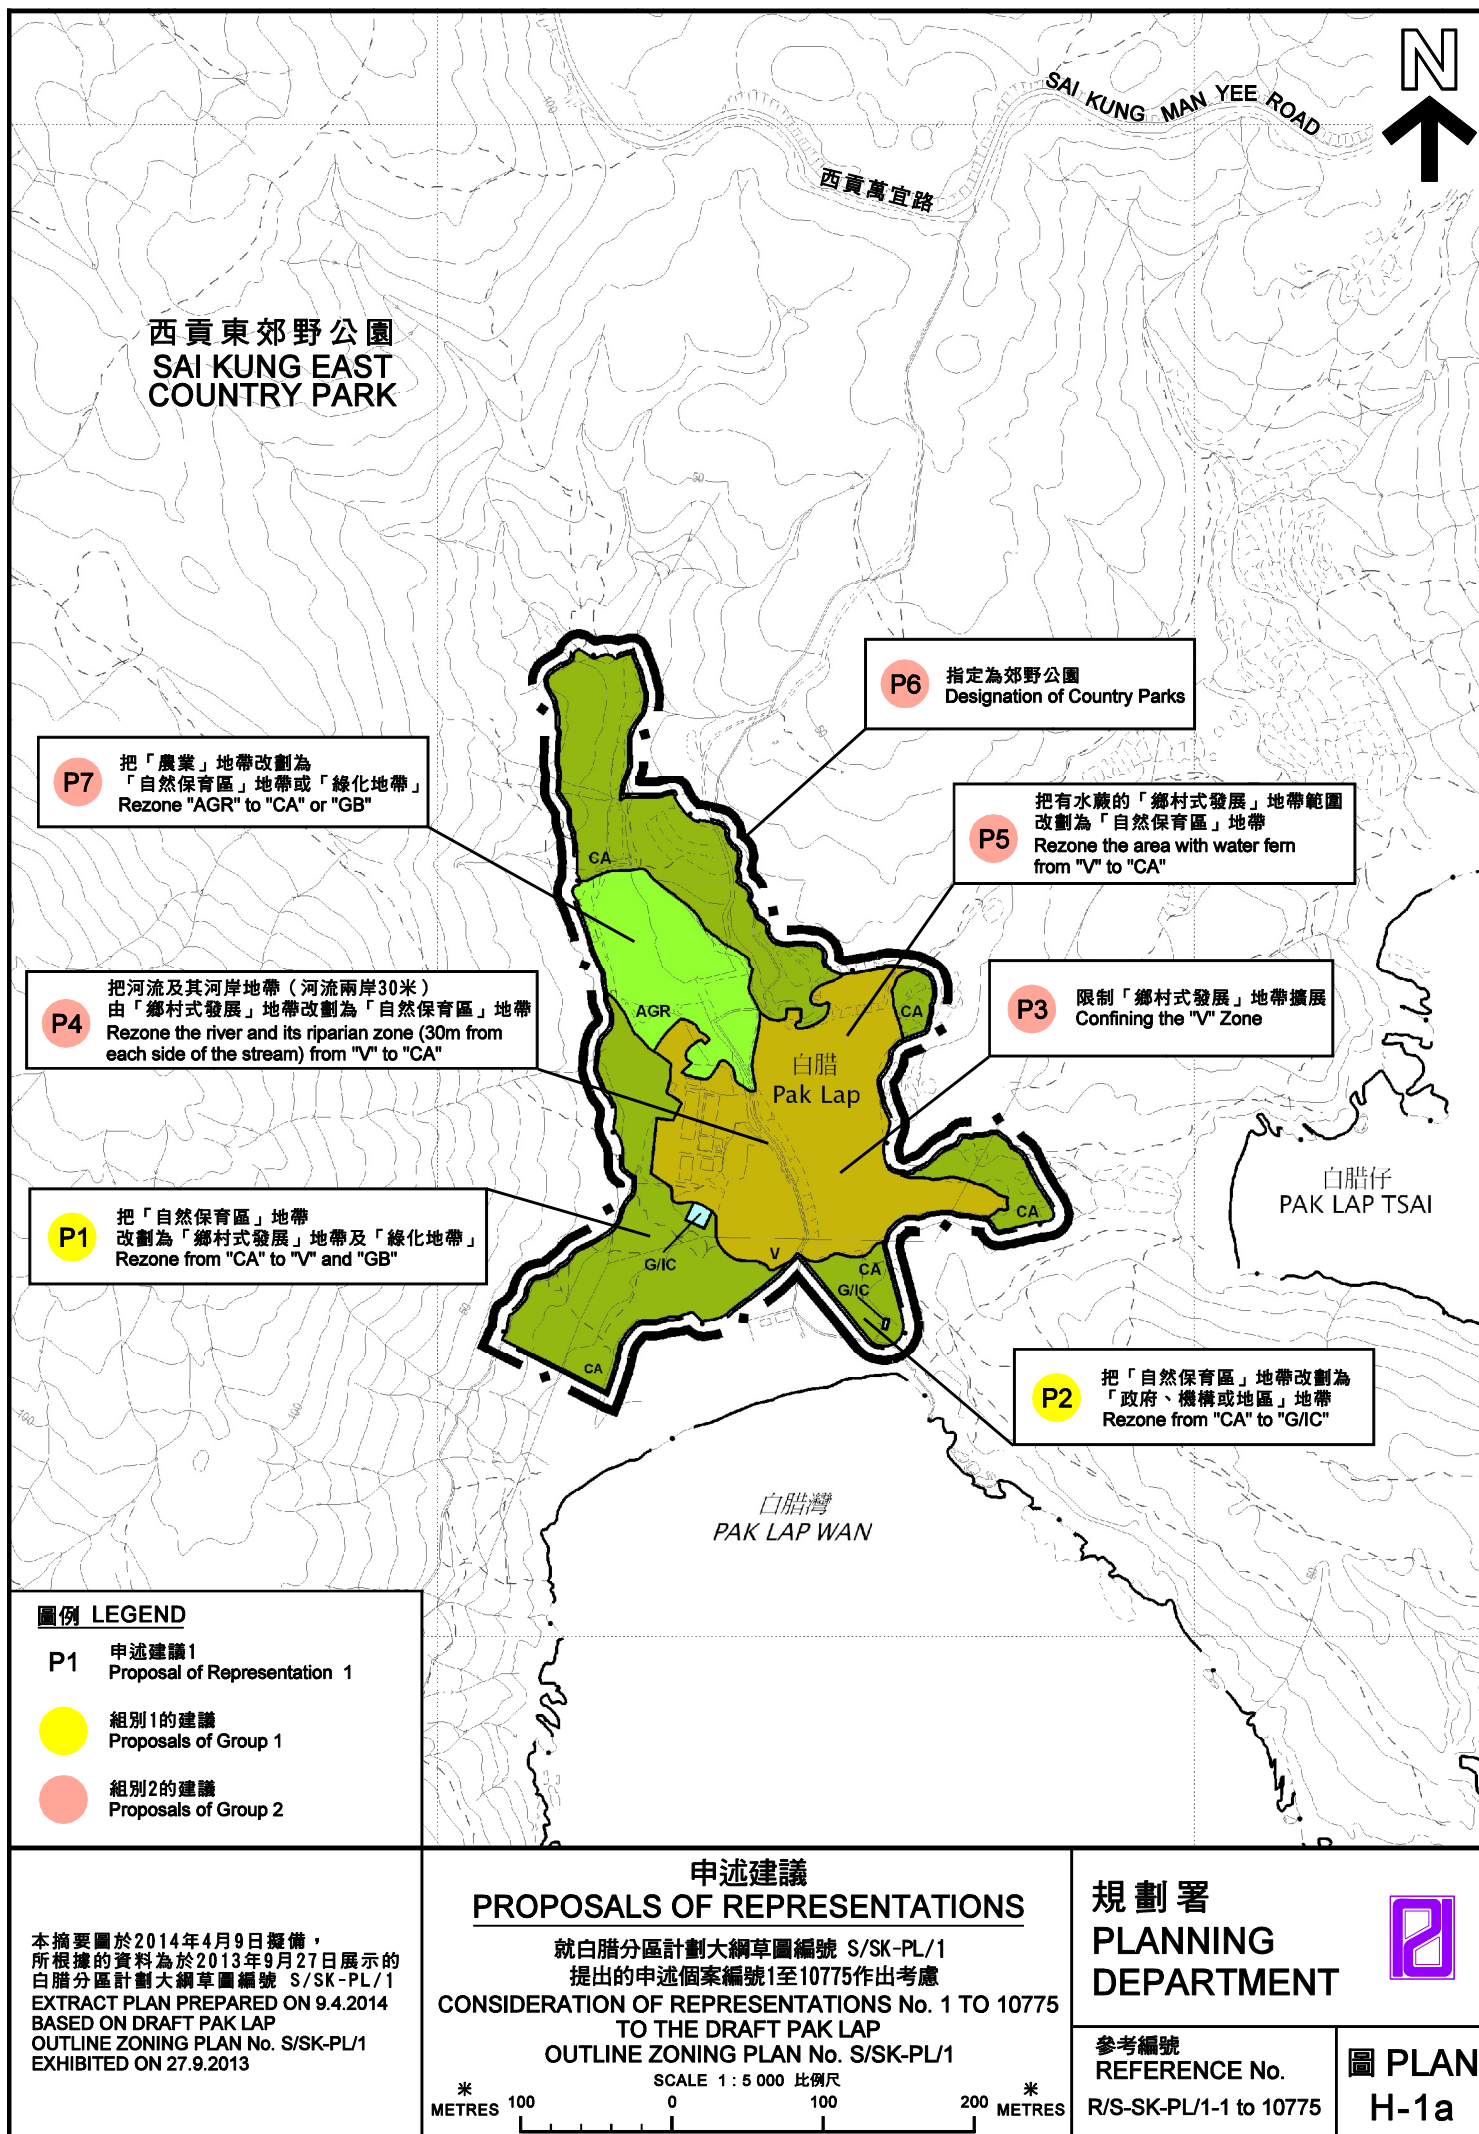 N
SAI KUNG MAN YEE ROAD
西貢萬宜路
西貢東郊野公園
SAI KUNG EAST
COUNTRY PARK
100
50
50
P6
指定為郊野公園
Designation of Country Parks
P7
把「農業」地帶改劃為
「自然保育區」地帶或「綠化地帶」
Rezone "AGR" to "CA" or "GB"
P5
把有水蕨的「鄉村式發展」地帶範圍
改劃為「自然保育區」地帶
Rezone the area with water fern
from "V" to "CA"
CA
P4
把河流及其河岸地帶（河流兩岸30米）
由「鄉村式發展」地帶改劃為「自然保育區」地帶
Rezone the river and its riparian zone (30m from
each side of the stream) from "V" to "CA"
AGR
CA
P3
限制「鄉村式發展」地帶擴展
Confining the "V" Zone
白腊
Pak Lap
白腊仔
PAK LAP TSAI
CA
P1
把「自然保育區」地帶
改劃為「鄉村式發展」地帶及「綠化地帶」
Rezone from "CA" to "V" and "GB"
V
G/IC
CA
G/IC
50
CA
P2
把「自然保育區」地帶改劃為
「政府、機構或地區」地帶
Rezone from "CA" to "G/IC"
100
100
白腊灣
PAK LAP WAN
50
圖例 LEGEND
P1
申述建議1
Proposal of Representation 1
組別1的建議
Proposals of Group 1
組別2的建議
Proposals of Group 2
本摘要圖於2014年4月9日擬備，
所根據的資料為於2013年9月27日展示的
白腊分區計劃大綱草圖編號 S/SK-PL/1
EXTRACT PLAN PREPARED ON 9.4.2014
BASED ON DRAFT PAK LAP
OUTLINE ZONING PLAN No. S/SK-PL/1
EXHIBITED ON 27.9.2013
申述建議
PROPOSALS OF REPRESENTATIONS
就白腊分區計劃大綱草圖編號 S/SK-PL/1
提出的申述個案編號1至10775作出考慮
CONSIDERATION OF REPRESENTATIONS No. 1 TO 10775
TO THE DRAFT PAK LAP
OUTLINE ZONING PLAN No. S/SK-PL/1
SCALE 1 : 5 000 比例尺
米
METRES 100 0 100 200 米
METRES
規劃署
PLANNING
DEPARTMENT
參考編號
REFERENCE No.
R/S-SK-PL/1-1 to 10775
圖 PLAN
H-1a